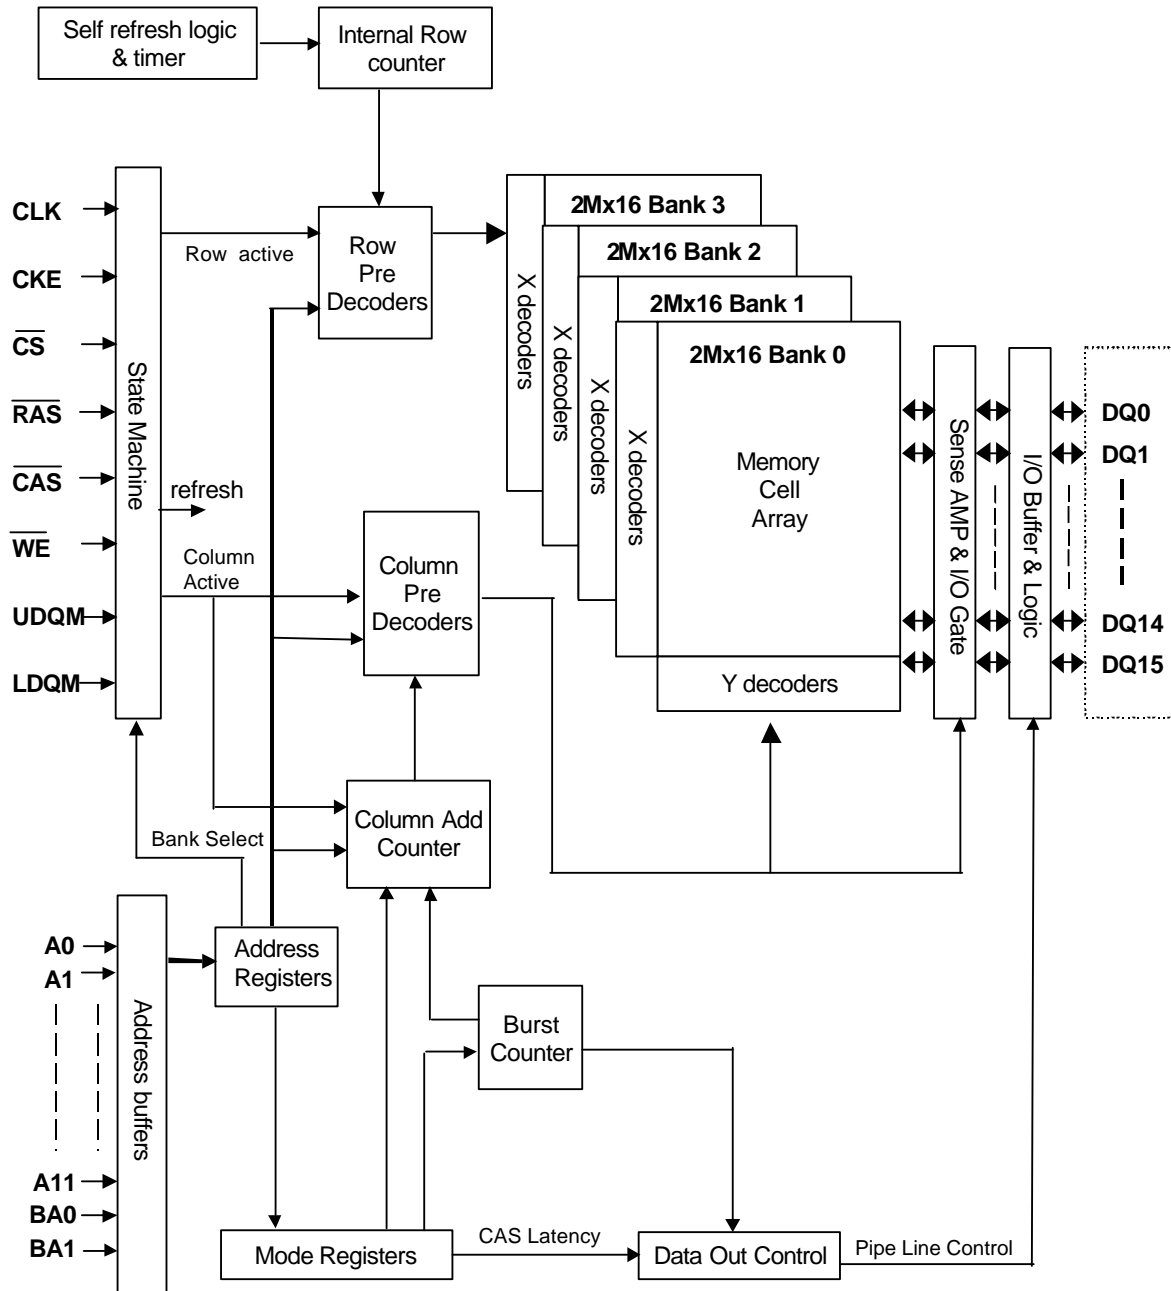 Self refresh logic
& timer
Internal Row
counter
CLK
CKE
CS
RAS
CAS
WE
UDQM
LDQM
State Machine
Row active
refresh
Column
Active
Bank Select
Row
Pre
Decoders
Column
Pre
Decoders
Column Add
Counter
X decoders
X decoders
X decoders
X decoders
2Mx16 Bank 3
2Mx16 Bank 2
2Mx16 Bank 1
2Mx16 Bank 0
Memory
Cell
Array
Y decoders
Sense AMP & I/O Gate
I/O Buffer & Logic
DQ0
DQ1
DQ14
DQ15
A0
A1
A11
BA0
BA1
Address buffers
Address
Registers
Burst
Counter
Mode Registers
CAS Latency
Data Out Control
Pipe Line Control